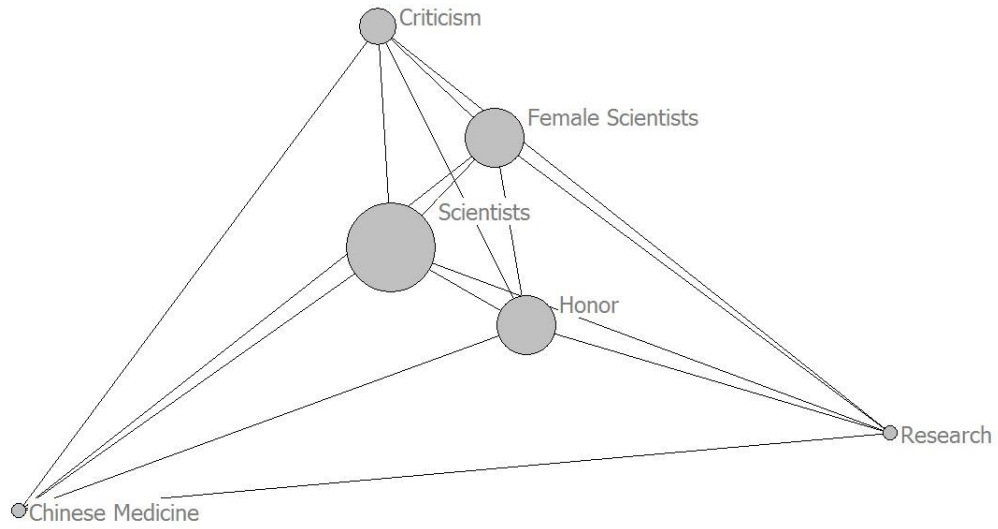 Criticism
Female Scientists
Scientists
Honor
Research
Chinese Medicine